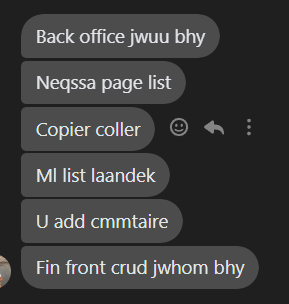 Back office jwuu bhy
Neqssa page list
Copier coller
Ml list laandek
U add cmmtaire
Fin front crud jwhom bhy